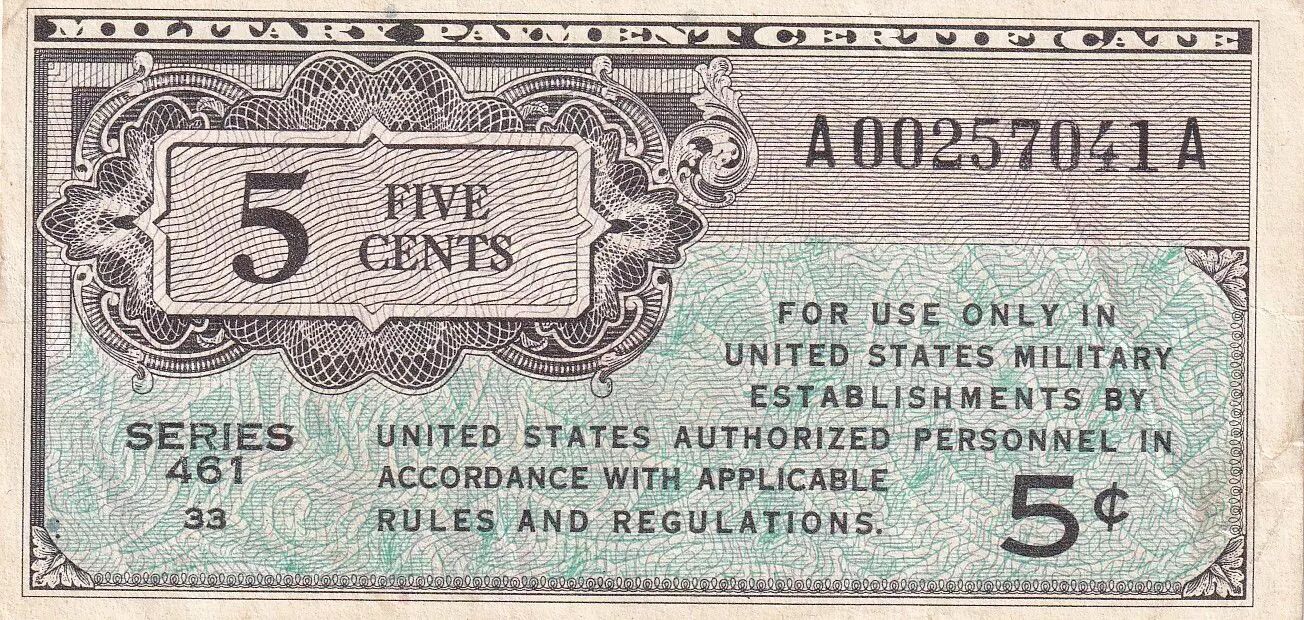 MILITARY PAYMENT CERTIFICATE
A00257041A
5 FIVE
CENTS
FOR USE ONLY IN
UNITED STATES MILITARY
ESTABLISHMENTS BY
UNITED STATES AUTHORIZED PERSONNEL IN
ACCORDANCE WITH APPLICABLE
RULES AND REGULATIONS.
SERIES
461
33
5¢